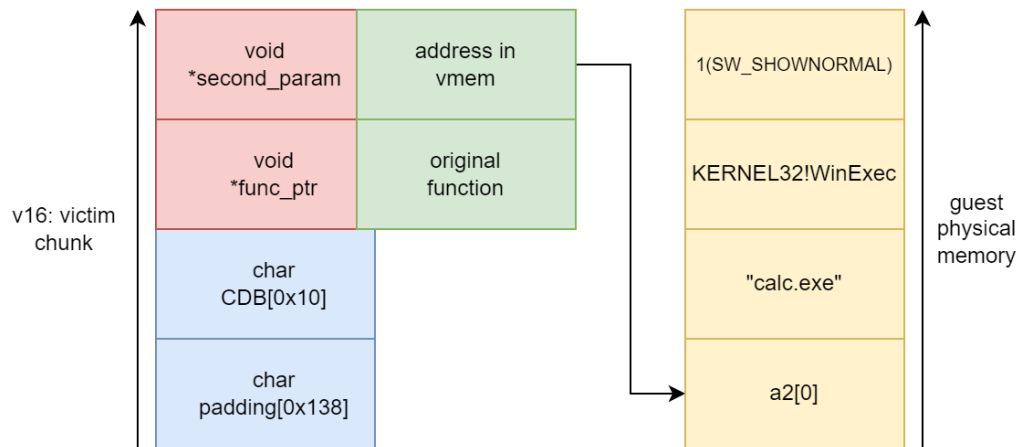 void
*second_param
address in
vmem
1(SW_SHOWNORMAL)
void
*func_ptr
original
function
KERNEL32!WinExec
v16: victim
chunk
guest
physical
memory
char
CDB[0x10]
"calc.exe"
char
padding[0x138]
a2[0]